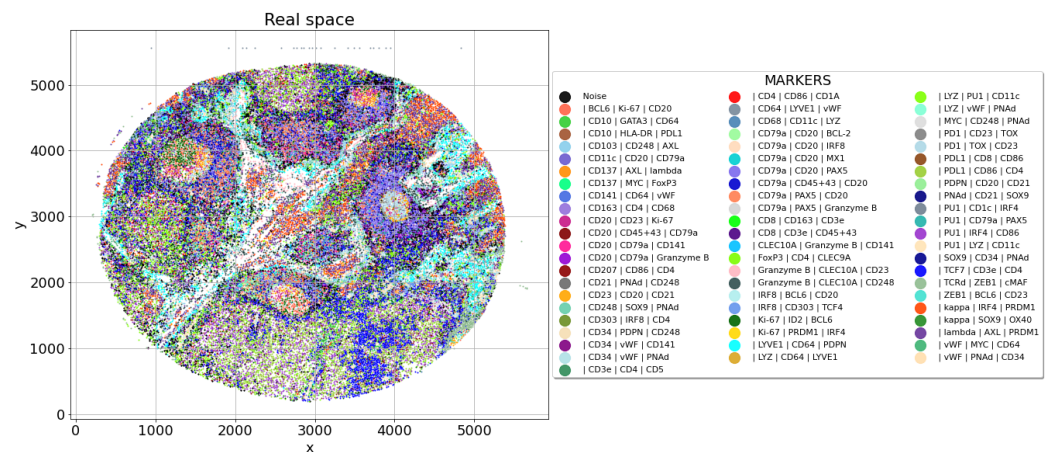 Real space
5000
4000
3000
2000
1000
0
y
0 1000 2000 3000 4000 5000
x
MARKERS
Noise
| BCL6 | Ki-67 | CD20
| CD10 | GATA3 | CD64
| CD10 | HLA-DR | PDL1
| CD103 | CD248 | AXL
| CD11c | CD20 | CD79a
| CD137 | AXL | lambda
| CD137 | MYC | FoxP3
| CD141 | CD64 | vWF
| CD163 | CD4 | CD68
| CD20 | CD23 | Ki-67
| CD20 | CD45+43 | CD79a
| CD20 | CD79a | CD141
| CD20 | CD79a | Granzyme B
| CD207 | CD86 | CD4
| CD21 | PNAd | CD248
| CD23 | CD20 | CD21
| CD248 | SOX9 | PNAd
| CD303 | IRF8 | CD4
| CD34 | PDPN | CD248
| CD34 | vWF | CD141
| CD34 | vWF | PNAd
| CD3e | CD4 | CD5
| CD4 | CD86 | CD1A
| CD64 | LYVE1 | vWF
| CD68 | CD11c | LYZ
| CD79a | CD20 | BCL-2
| CD79a | CD20 | IRF8
| CD79a | CD20 | MX1
| CD79a | CD20 | PAX5
| CD79a | CD45+43 | CD20
| CD79a | PAX5 | CD20
| CD79a | PAX5 | Granzyme B
| CD8 | CD163 | CD3e
| CD8 | CD3e | CD45+43
| CLEC10A | Granzyme B | CD141
| FoxP3 | CD4 | CLEC9A
| Granzyme B | CLEC10A | CD23
| Granzyme B | CLEC10A | CD248
| IRF8 | BCL6 | CD20
| IRF8 | CD303 | TCF4
| Ki-67 | ID2 | BCL6
| Ki-67 | PRDM1 | IRF4
| LYVE1 | CD64 | PDPN
| LYZ | CD64 | LYVE1
| LYZ | PU1 | CD11c
| LYZ | vWF | PNAd
| MYC | CD248 | PNAd
| PD1 | CD23 | TOX
| PD1 | TOX | CD23
| PDL1 | CD8 | CD86
| PDL1 | CD86 | CD4
| PDPN | CD20 | CD21
| PNAd | CD21 | SOX9
| PU1 | CD1c | IRF4
| PU1 | CD79a | PAX5
| PU1 | IRF4 | CD86
| PU1 | LYZ | CD11c
| SOX9 | CD34 | PNAd
| TCF7 | CD3e | CD4
| TCRd | ZEB1 | cMAF
| ZEB1 | BCL6 | CD23
| kappa | IRF4 | PRDM1
| kappa | SOX9 | OX40
| lambda | AXL | PRDM1
| vWF | MYC | CD64
| vWF | PNAd | CD34